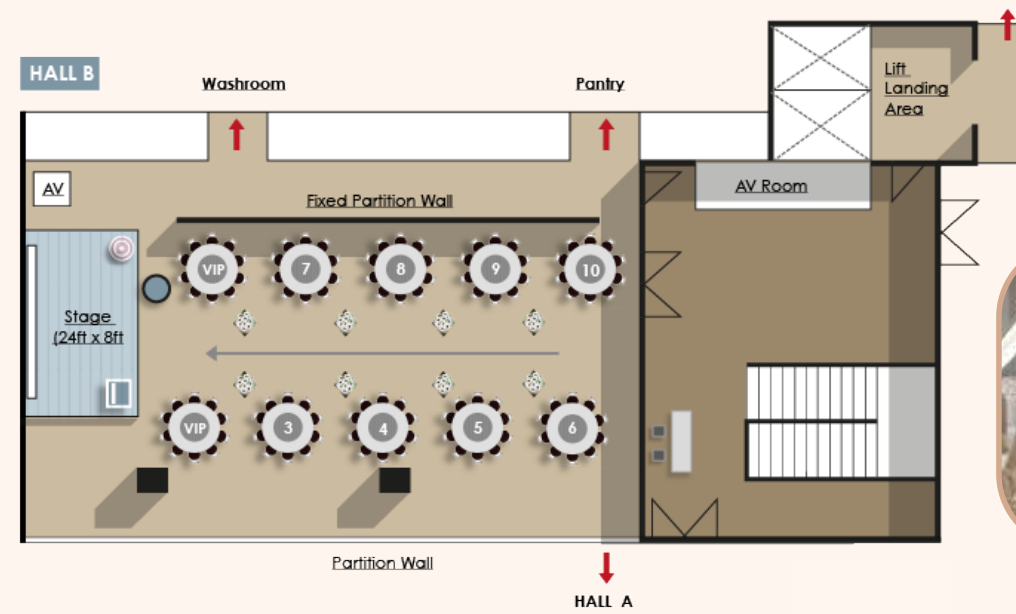 HALL B
Washroom
Pantry
Lift
Landing
Area
AV
Fixed Partition Wall
AV Room
VIP
7
8
9
10
Stage
(24ft x 8ft
VIP
3
4
5
6
Partition Wall
HALL A